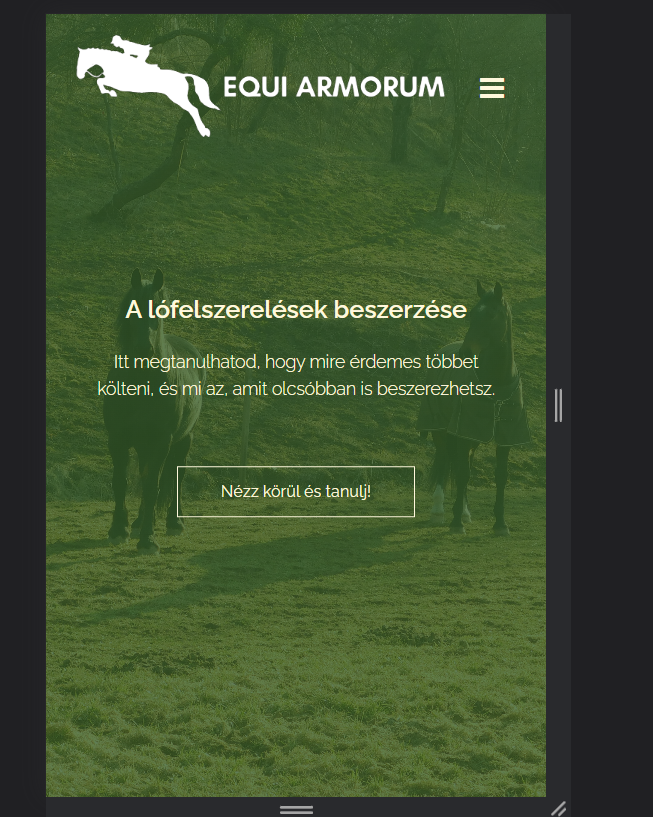 EQUI ARMORUM
A lófelszerelések beszerzése
Itt megtanulhatod, hogy mire érdemes többet
költeni, és mi az, amit olcsóbban is beszerezhetsz.
Nézz körül és tanulj!